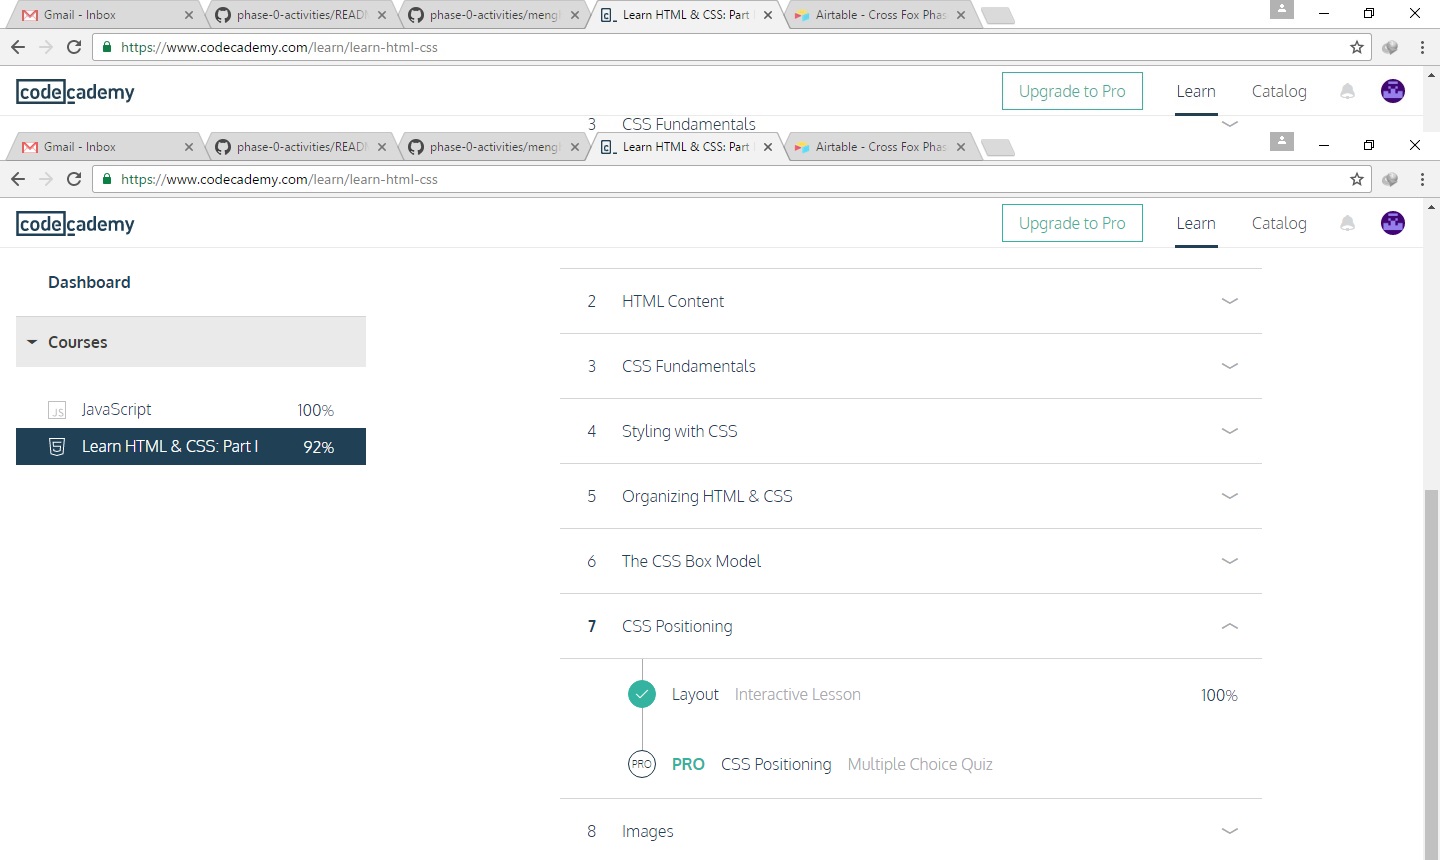 Gmail - Inbox phase-0-activities/READM phase-0-activities/mengl Learn HTML & CSS: Part Airtable - Cross Fox Phas
https://www.codecademy.com/learn/learn-html-css
codecademy Upgrade to Pro Learn Catalog
3 CSS Fundamentals
Gmail - Inbox phase-0-activities/READM phase-0-activities/mengl Learn HTML & CSS: Part Airtable - Cross Fox Phas
https://www.codecademy.com/learn/learn-html-css
codecademy Upgrade to Pro Learn Catalog
Dashboard
2 HTML Content
Courses
3 CSS Fundamentals
JS JavaScript 100%
4 Styling with CSS
5 Learn HTML & CSS: Part I 92%
5 Organizing HTML & CSS
6 The CSS Box Model
7 CSS Positioning
Layout Interactive Lesson 100%
PRO PRO CSS Positioning Multiple Choice Quiz
8 Images